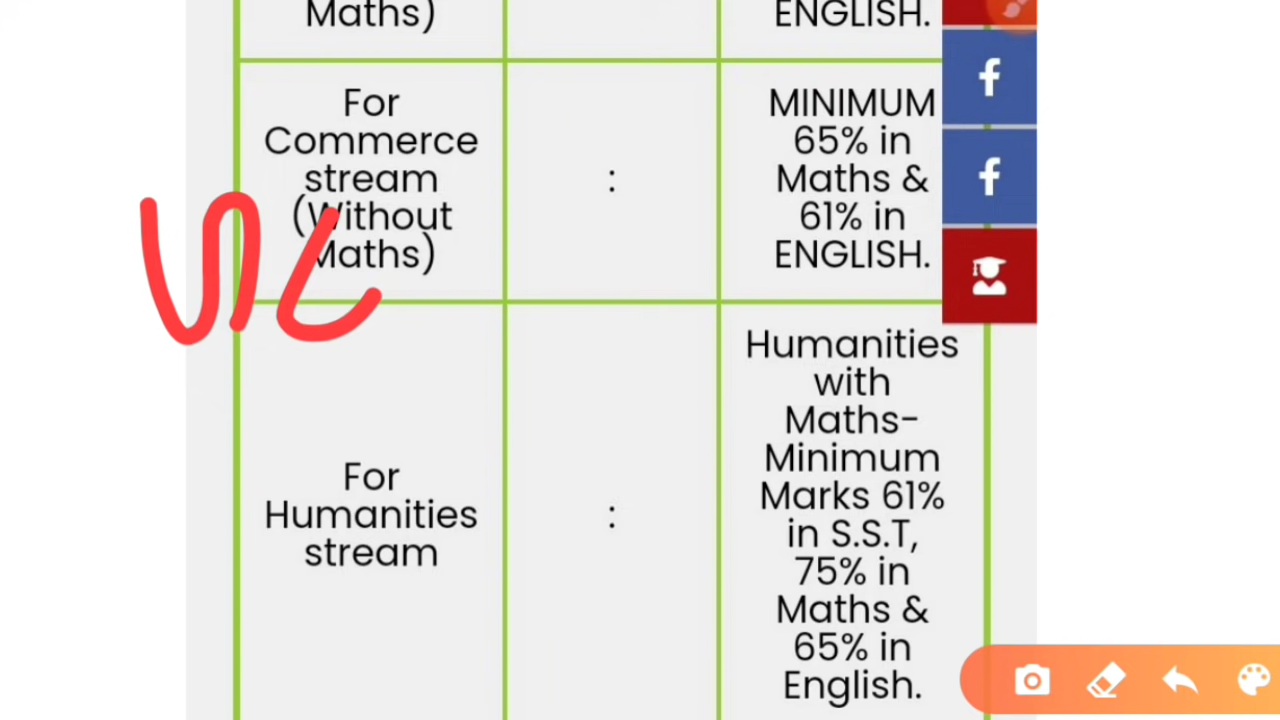 Maths)
ENGLISH.
For
Commerce
stream
(Without
Maths)
:
MINIMUM
65% in
Maths &
61% in
ENGLISH.
For
Humanities
stream
:
Humanities
with
Maths-
Minimum
Marks 61%
in S.S.T,
75% in
Maths &
65% in
English.